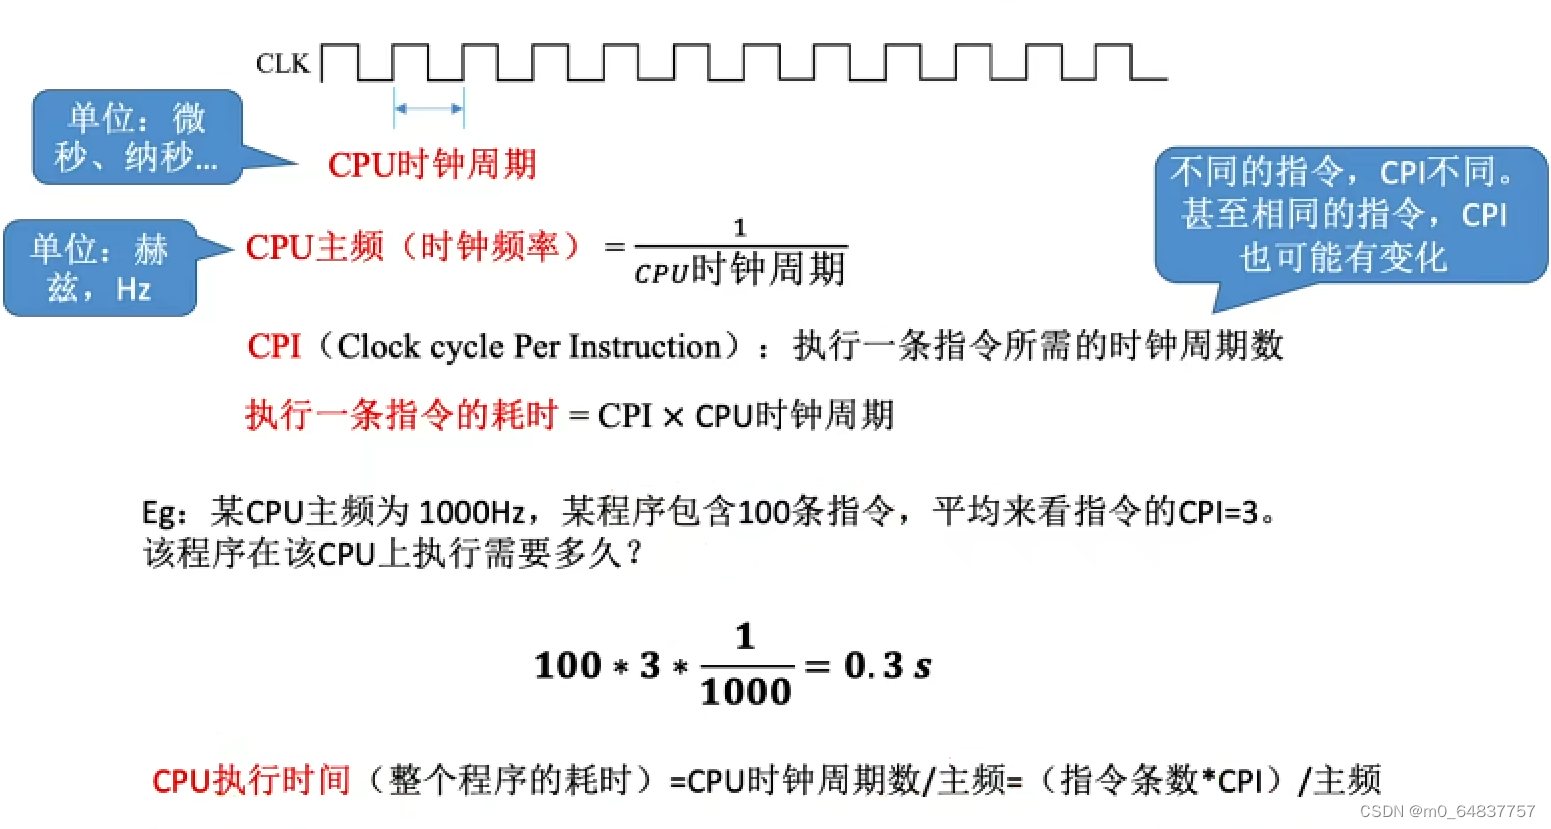 CLK
单位：微
秒、纳秒...
CPU时钟周期
不同的指令，CPI不同。
甚至相同的指令，CPI
也可能有变化
单位：赫
兹，Hz
CPU主频（时钟频率） = 1
CPU时钟周期
CPI（Clock cycle Per Instruction）：执行一条指令所需的时钟周期数
执行一条指令的耗时 = CPI × CPU时钟周期
Eg：某CPU主频为 1000Hz，某程序包含100条指令，平均来看指令的CPI=3。
该程序在该CPU上执行需要多久？
100 * 3 * 1/1000 = 0.3 s
CPU执行时间（整个程序的耗时）=CPU时钟周期数/主频=（指令条数*CPI）/主频
CSDN @m0_64837757